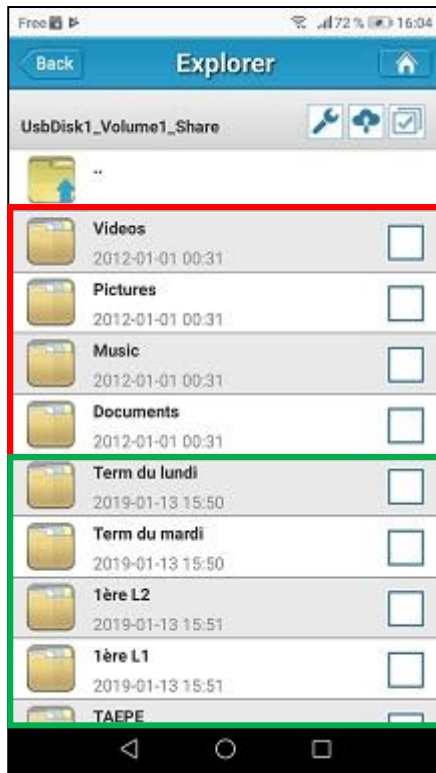 Free 72 % 16:04
Back Explorer
UsbDisk1_Volume1_Share
..
Videos
2012-01-01 00:31
Pictures
2012-01-01 00:31
Music
2012-01-01 00:31
Documents
2012-01-01 00:31
Term du lundi
2019-01-13 15:50
Term du mardi
2019-01-13 15:50
1ère L2
2019-01-13 15:51
1ère L1
2019-01-13 15:51
TAEPE